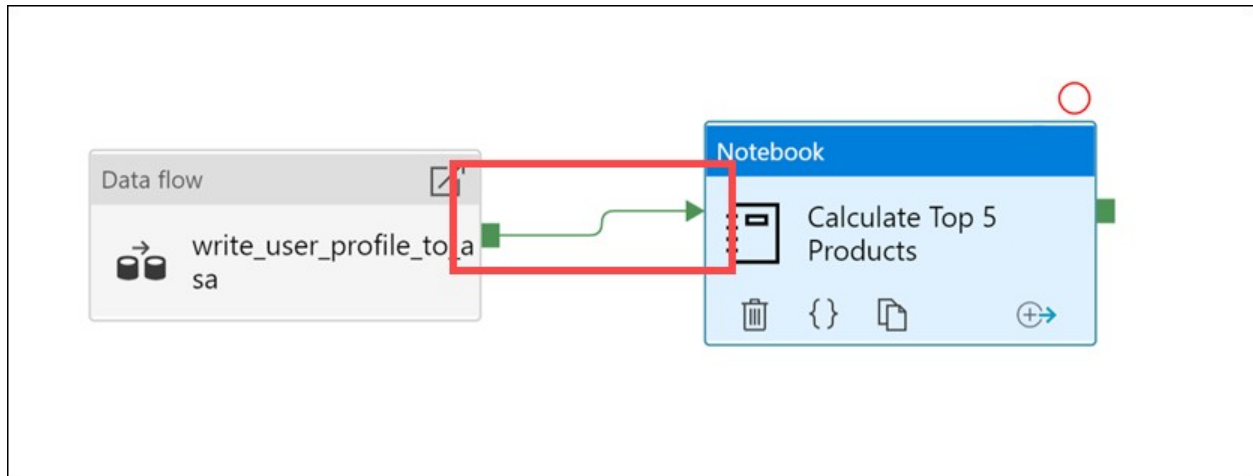 Data flow
write_user_profile_to_a
sa
Notebook
Calculate Top 5
Products
{}